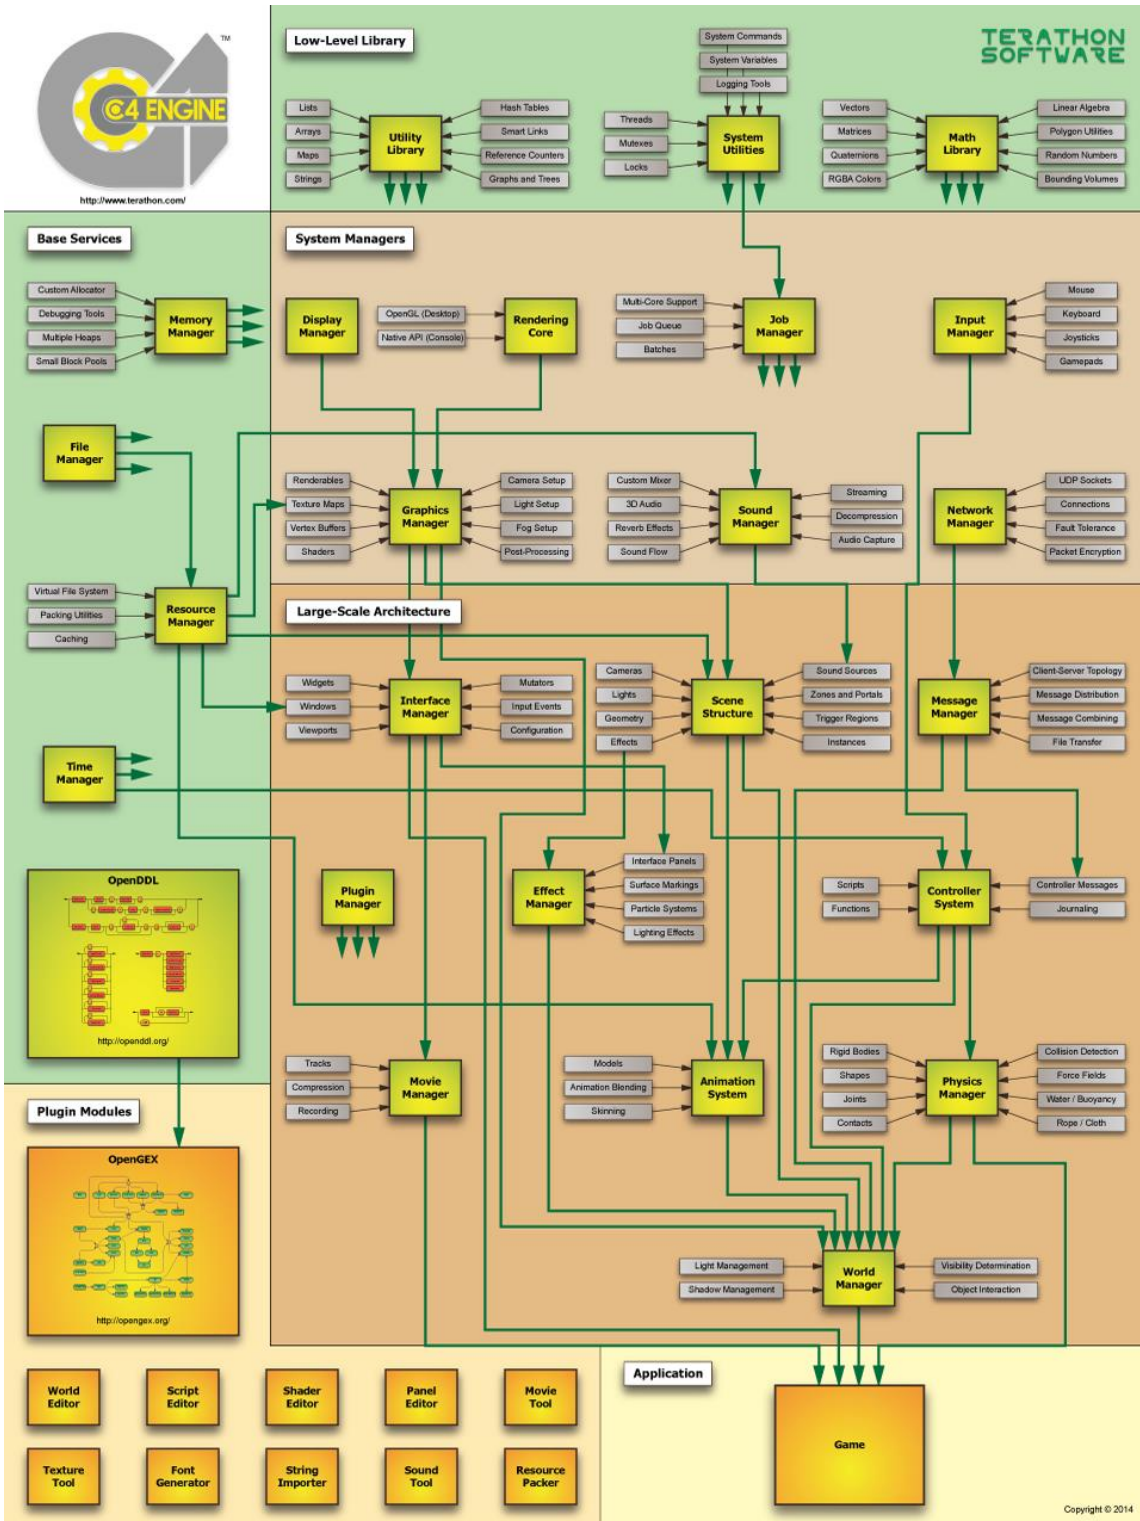 TM
C4 ENGINE
http://www.terathon.com/
Low-Level Library
TERATHON
SOFTWARE
System Commands
System Variables
Logging Tools
Lists
Arrays
Maps
Strings
Utility
Library
Hash Tables
Smart Links
Reference Counters
Graphs and Trees
Threads
Mutexes
Locks
System
Utilities
Vectors
Matrices
Quaternions
RGBA Colors
Math
Library
Linear Algebra
Polygon Utilities
Random Numbers
Bounding Volumes
Base Services
Custom Allocator
Debugging Tools
Multiple Heaps
Small Block Pools
Memory
Manager
File
Manager
Virtual File System
Packing Utilities
Caching
Resource
Manager
Time
Manager
OpenDDL
http://openddl.org/
System Managers
Display
Manager
OpenGL (Desktop)
Native API (Console)
Rendering
Core
Multi-Core Support
Job Queue
Batches
Job
Manager
Input
Manager
Mouse
Keyboard
Joysticks
Gamepads
Renderables
Texture Maps
Vertex Buffers
Shaders
Graphics
Manager
Camera Setup
Light Setup
Fog Setup
Post-Processing
Custom Mixer
3D Audio
Reverb Effects
Sound Flow
Sound
Manager
Streaming
Decompression
Audio Capture
Network
Manager
UDP Sockets
Connections
Fault Tolerance
Packet Encryption
Large-Scale Architecture
Widgets
Windows
Viewports
Interface
Manager
Mutators
Input Events
Configuration
Cameras
Lights
Geometry
Effects
Scene
Structure
Sound Sources
Zones and Portals
Trigger Regions
Instances
Message
Manager
Client-Server Topology
Message Distribution
Message Combining
File Transfer
Plugin
Manager
Effect
Manager
Interface Panels
Surface Markings
Particle Systems
Lighting Effects
Scripts
Functions
Controller
System
Controller Messages
Journaling
Tracks
Compression
Recording
Movie
Manager
Models
Animation Blending
Skinning
Animation
System
Rigid Bodies
Shapes
Joints
Contacts
Physics
Manager
Collision Detection
Force Fields
Water / Buoyancy
Rope / Cloth
Light Management
Shadow Management
World
Manager
Visibility Determination
Object Interaction
Plugin Modules
OpenGEX
http://opengex.org/
World
Editor
Script
Editor
Shader
Editor
Panel
Editor
Movie
Tool
Texture
Tool
Font
Generator
String
Importer
Sound
Tool
Resource
Packer
Application
Game
Copyright © 2014